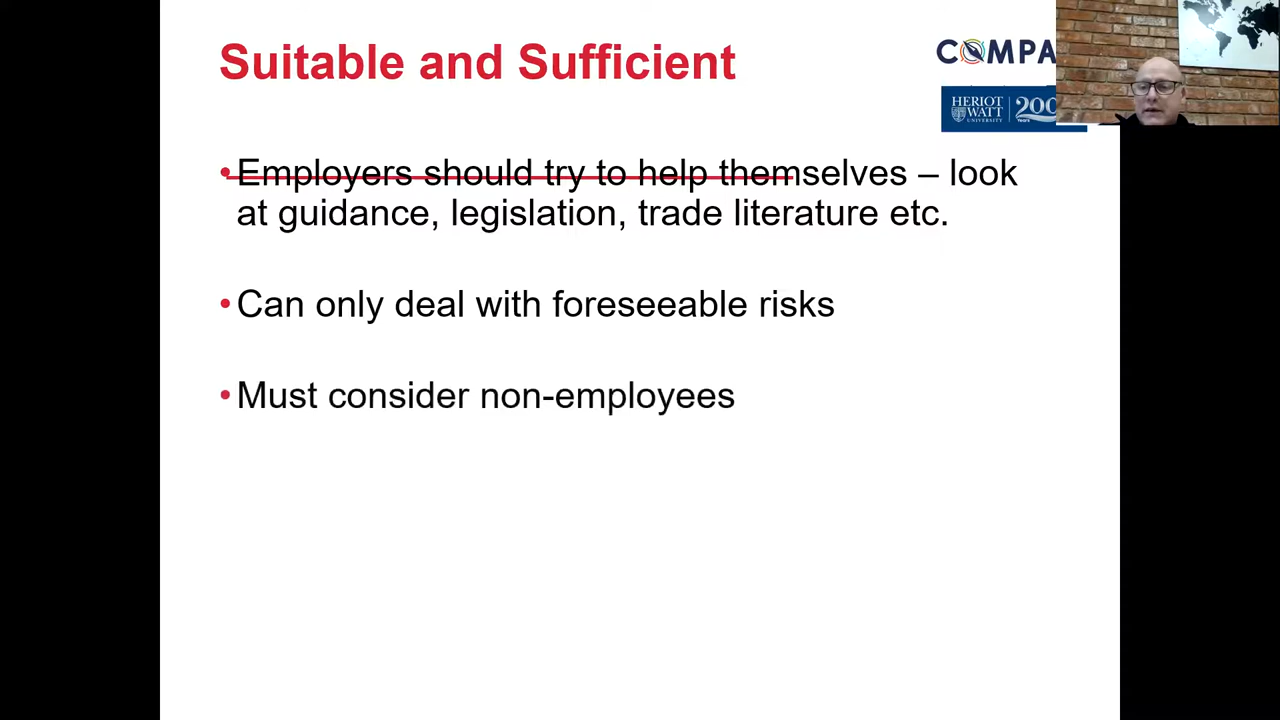 Suitable and Sufficient
COMPA
HERIOT
WATT
UNIVERSITY
200
Years
•Employers should try to help themselves – look
at guidance, legislation, trade literature etc.
•Can only deal with foreseeable risks
•Must consider non-employees